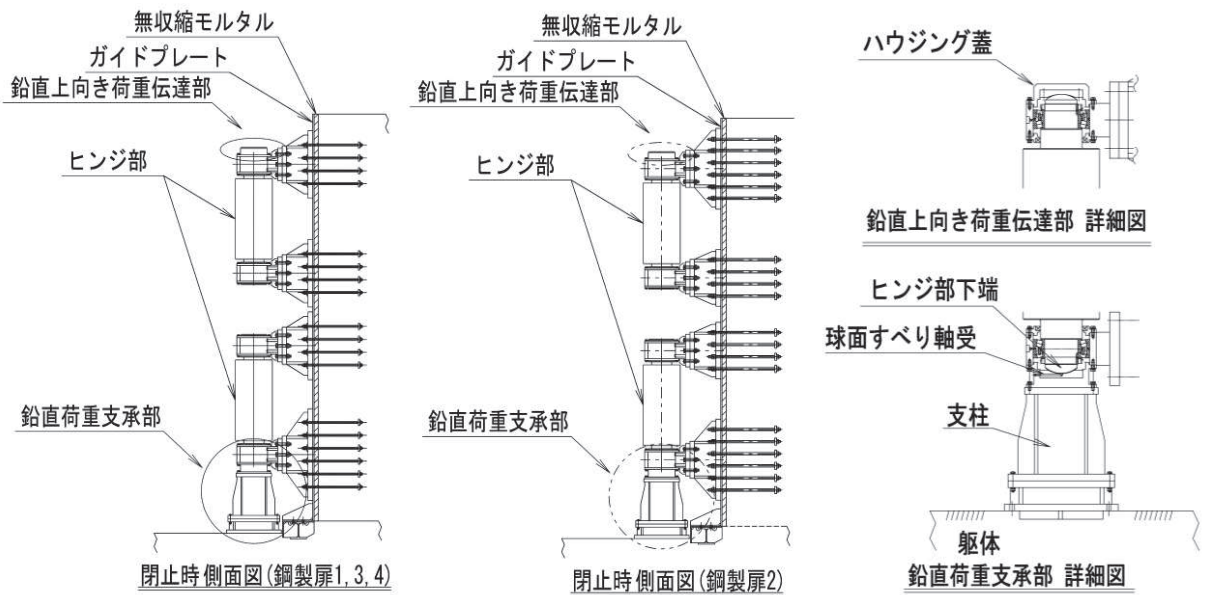 無収縮モルタル
ガイドプレート
鉛直上向き荷重伝達部
ヒンジ部
鉛直荷重支承部
閉止時側面図(鋼製扉1,3,4)
無収縮モルタル
ガイドプレート
鉛直上向き荷重伝達部
ヒンジ部
鉛直荷重支承部
閉止時側面図(鋼製扉2)
ハウジング蓋
鉛直上向き荷重伝達部 詳細図
ヒンジ部下端
球面すべり軸受
支柱
躯体
鉛直荷重支承部 詳細図